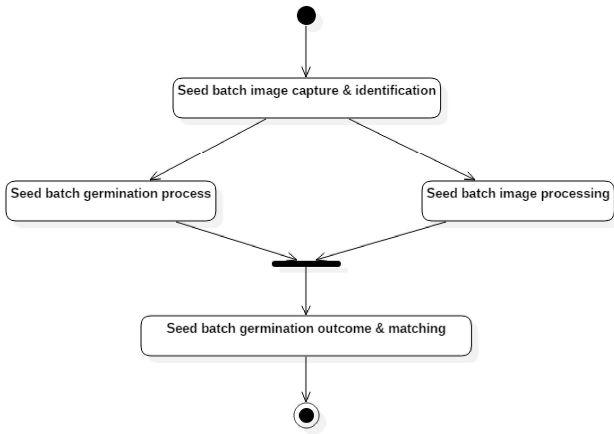 Seed batch image capture & identification
Seed batch germination process
Seed batch image processing
Seed batch germination outcome & matching